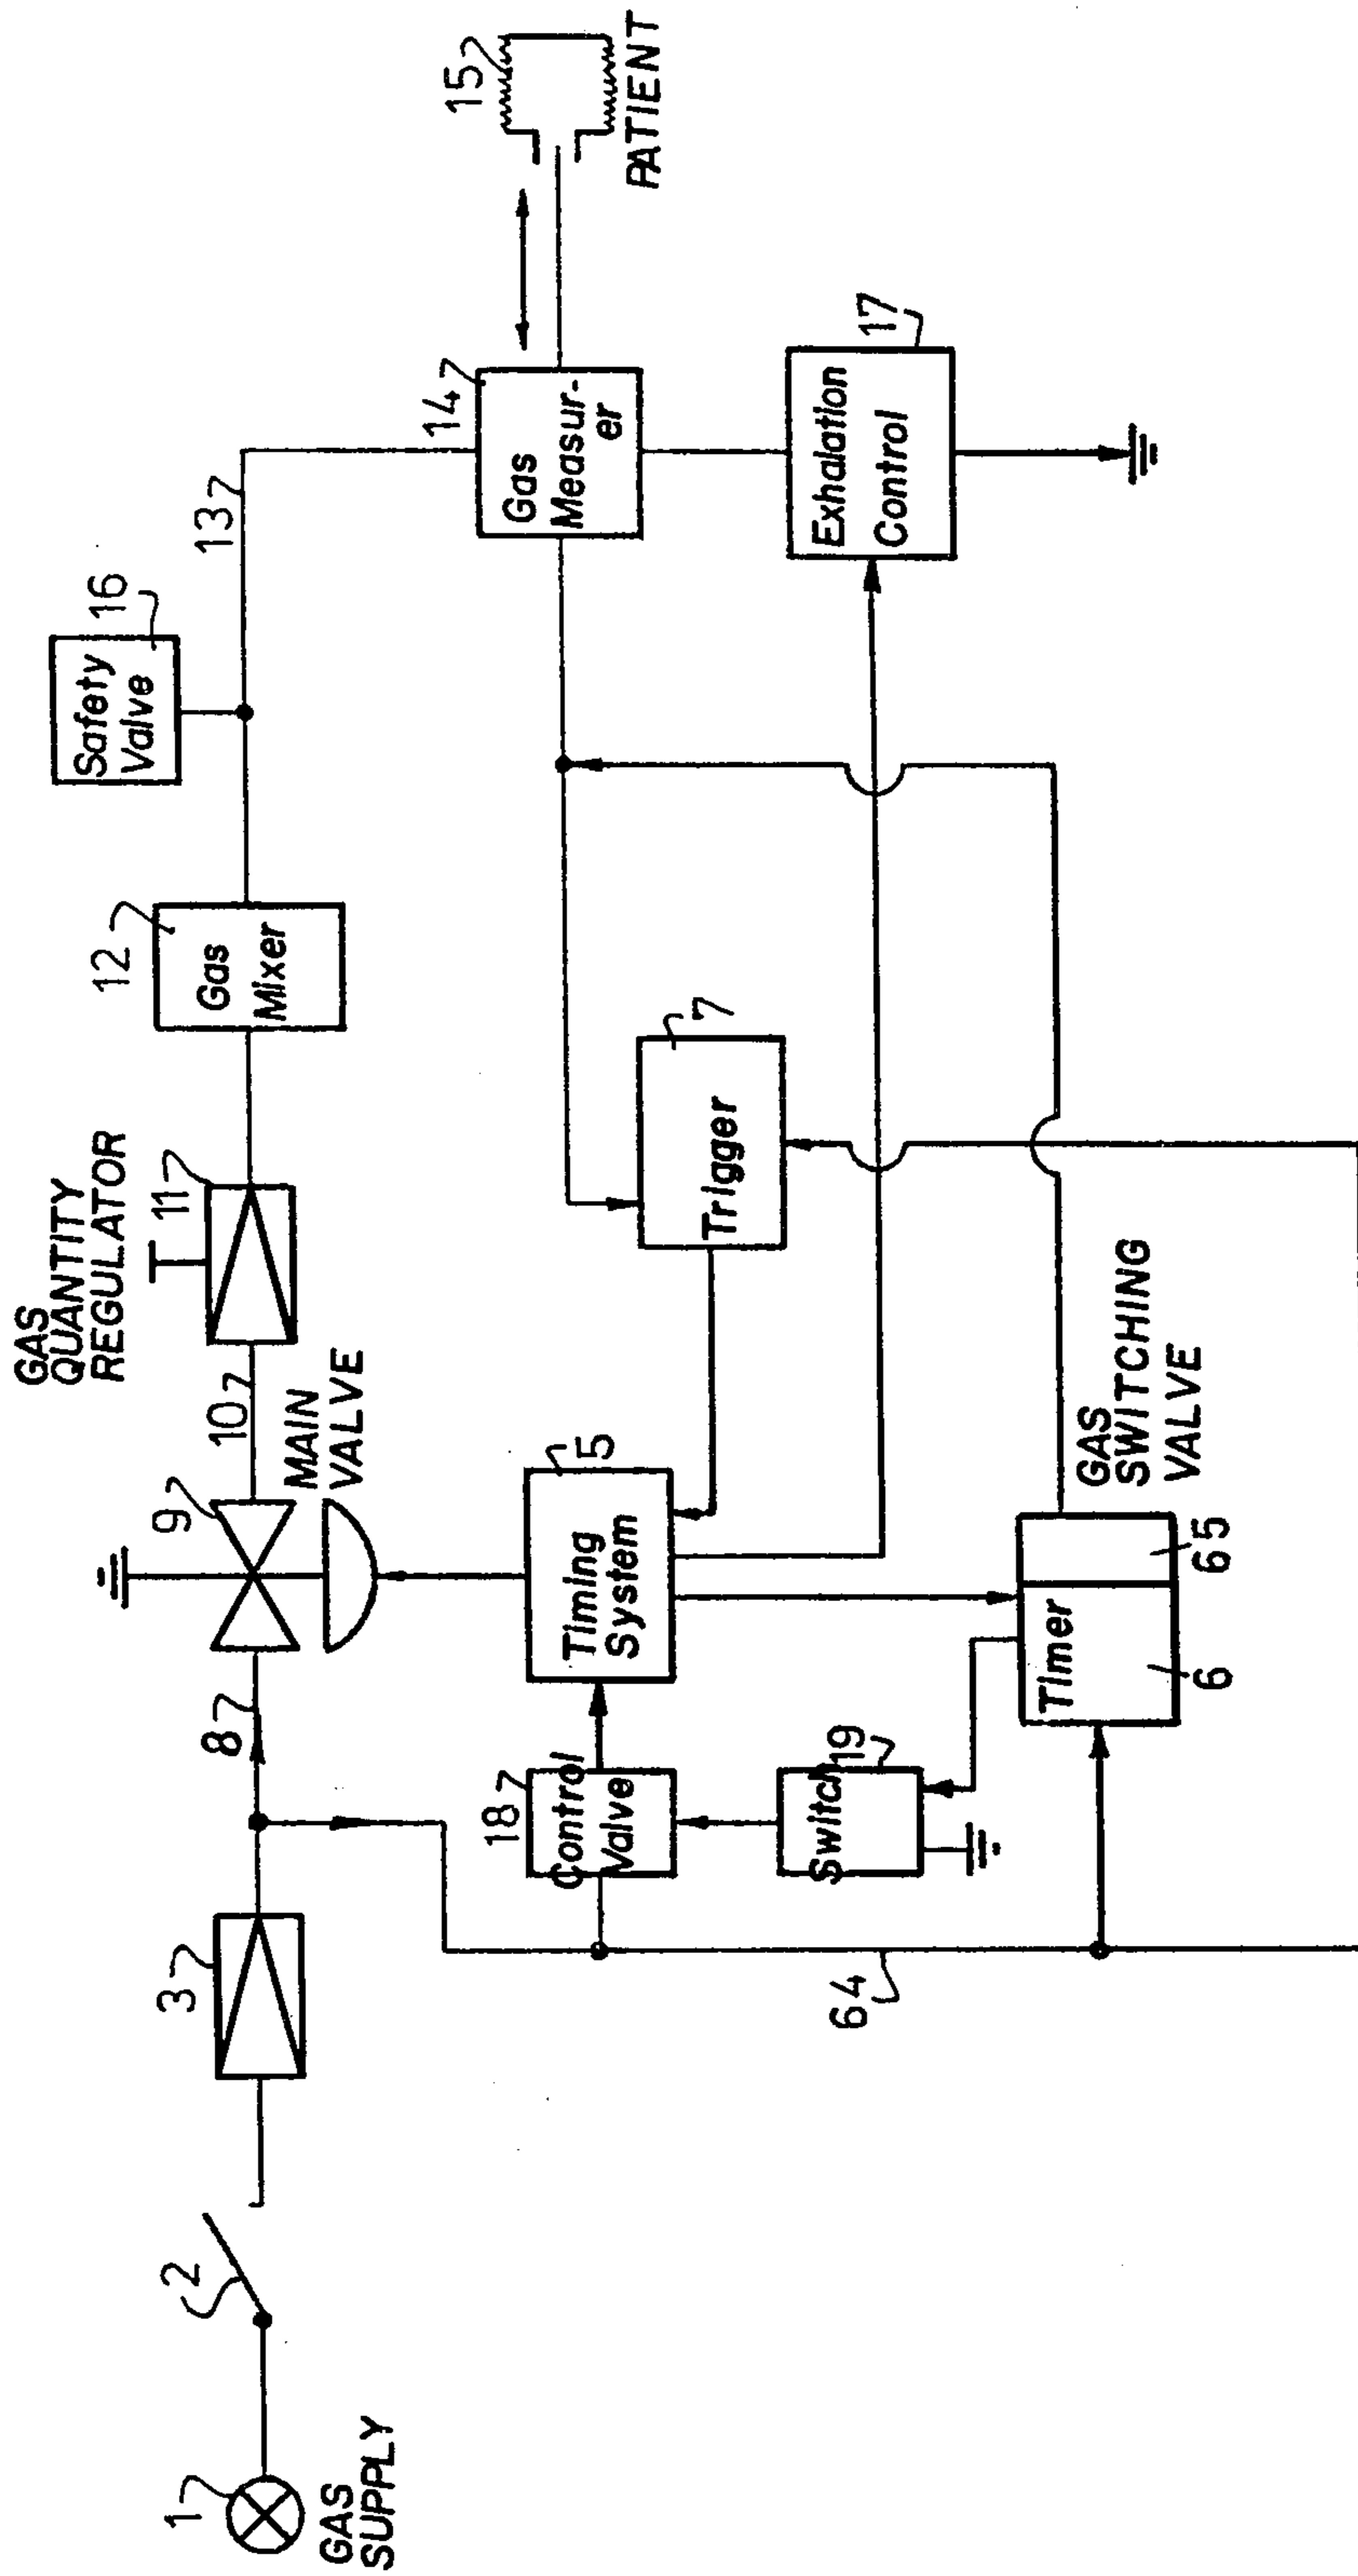 1
GAS
SUPPLY
2
3
8
9
MAIN
VALVE
10
GAS
QUANTITY
REGULATOR
11
12
Gas
Mixer
Safety
Valve
16
13
14
Gas
Measur-
er
15
PATIENT
18
Control
Valve
Timing
System
5
Trigger
7
Exhalation
Control
17
Switch
19
64
Timer
6
65
GAS
SWITCHING
VALVE